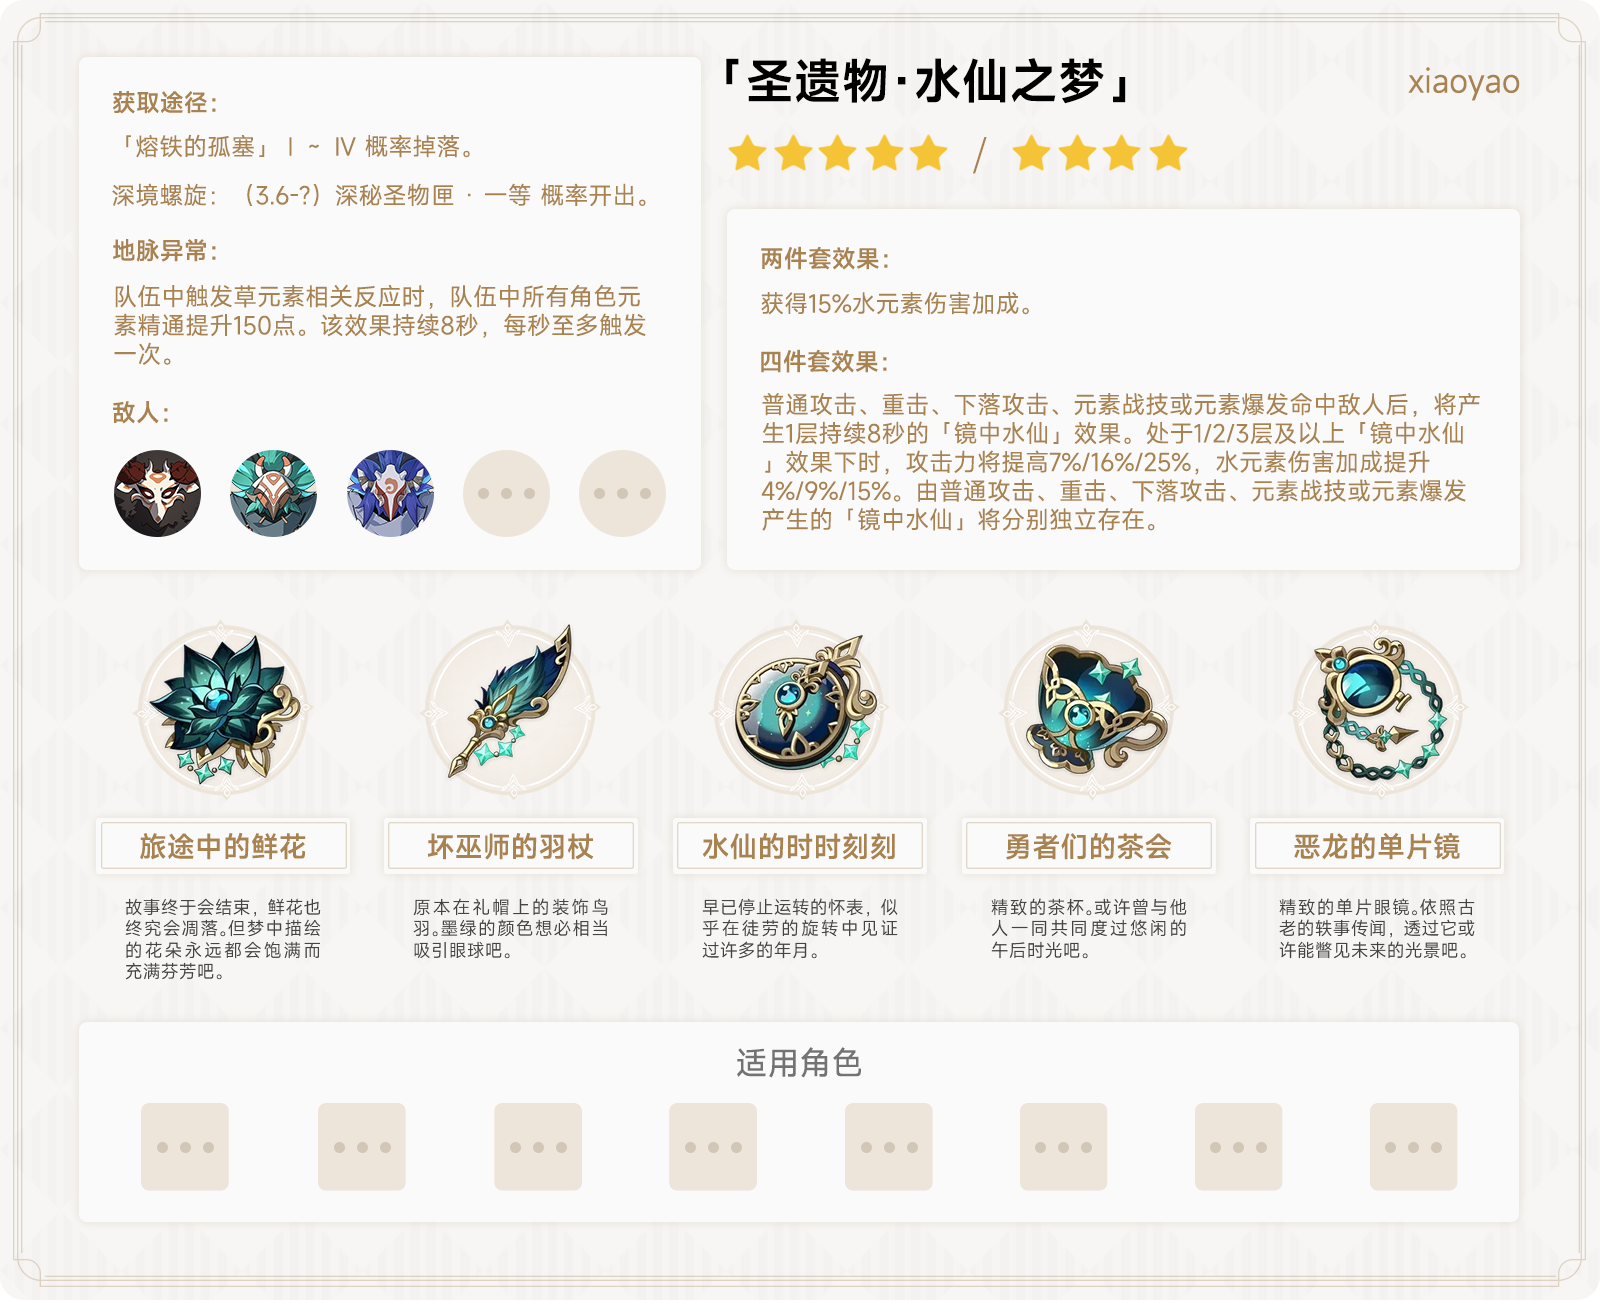 获取途径：
「熔铁的孤塞」Ⅰ ~ Ⅳ 概率掉落。
深境螺旋：（3.6-?）深秘圣物匣 · 一等 概率开出。
地脉异常：
队伍中触发草元素相关反应时，队伍中所有角色元
素精通提升150点。该效果持续8秒，每秒至多触发
一次。
敌人：
「圣遗物·水仙之梦」
xiaoyao
/
两件套效果：
获得15%水元素伤害加成。
四件套效果：
普通攻击、重击、下落攻击、元素战技或元素爆发命中敌人后，将产
生1层持续8秒的「镜中水仙」效果。处于1/2/3层及以上「镜中水仙
」效果下时，攻击力将提高7%/16%/25%，水元素伤害加成提升
4%/9%/15%。由普通攻击、重击、下落攻击、元素战技或元素爆发
产生的「镜中水仙」将分别独立存在。
旅途中的鲜花
故事终于会结束，鲜花也
终究会凋落。但梦中描绘
的花朵永远都会饱满而
充满芬芳吧。
坏巫师的羽杖
原本在礼帽上的装饰鸟
羽。墨绿的颜色想必相当
吸引眼球吧。
水仙的时时刻刻
早已停止运转的怀表，似
乎在徒劳的旋转中见证
过许多的年月。
勇者们的茶会
精致的茶杯。或许曾与他
人一同共同度过悠闲的
午后时光吧。
恶龙的单片镜
精致的单片眼镜。依照古
老的轶事传闻，透过它或
许能瞥见未来的光景吧。
适用角色